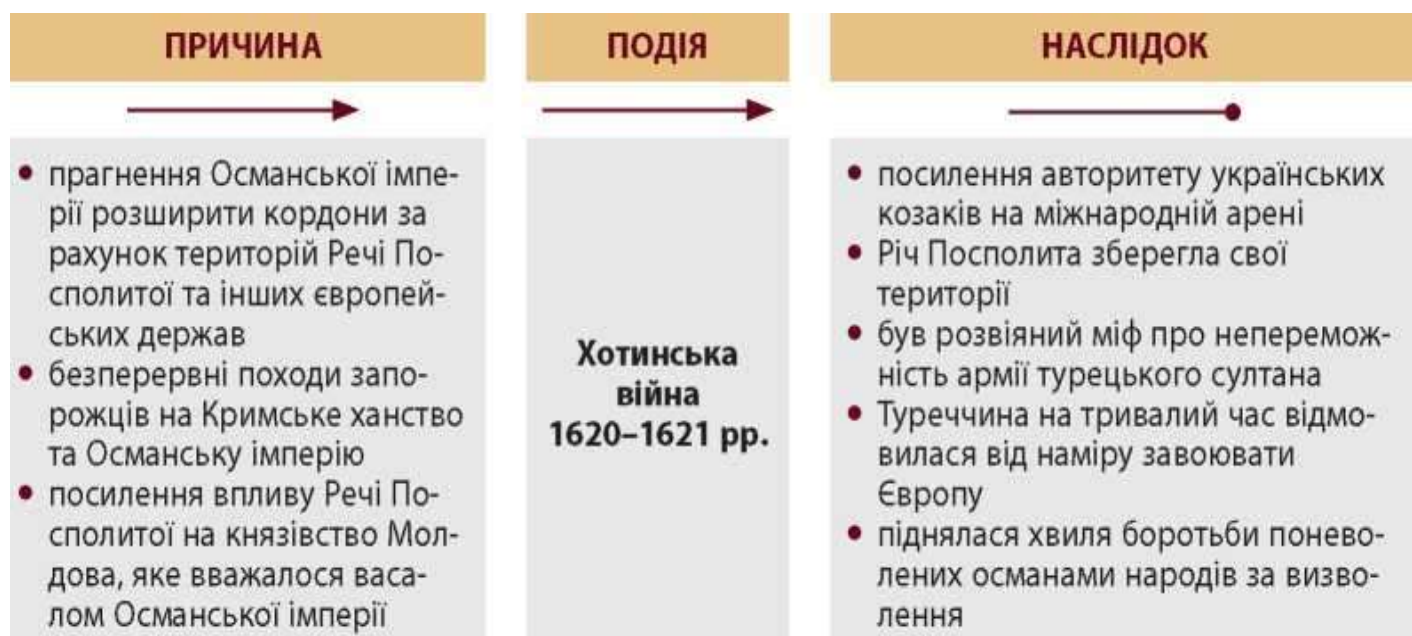 ПРИЧИНА
• прагнення Османської імпе-
рії розширити кордони за
рахунок територій Речі По-
сполитої та інших європей-
ських держав
• безперервні походи запо-
рожців на Кримське ханство
та Османську імперію
• посилення впливу Речі По-
сполитої на князівство Мол-
дова, яке вважалося васа-
лом Османської імперії
ПОДІЯ
Хотинська
війна
1620–1621 рр.
НАСЛІДОК
• посилення авторитету українських
козаків на міжнародній арені
• Річ Посполита зберегла свої
території
• був розвіяний міф про неперемож-
ність армії турецького султана
• Туреччина на тривалий час відмо-
вилася від наміру завоювати
Європу
• піднялася хвиля боротьби понево-
лених османами народів за визво-
лення